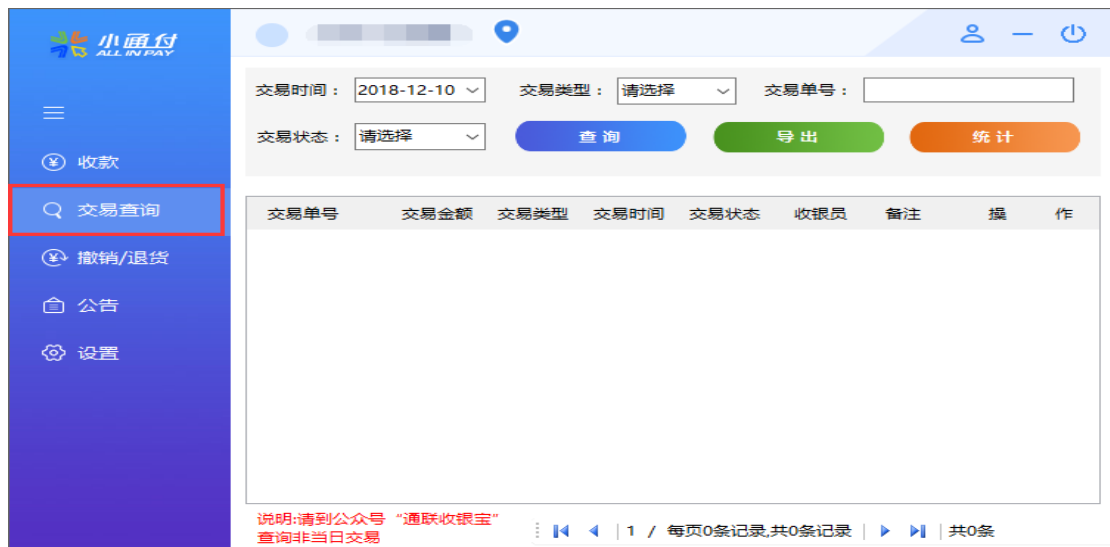 小通付
ALL IN PAY
收款
交易查询
撤销/退货
公告
设置
交易时间： 2018-12-10 交易类型： 请选择 交易单号：
交易状态： 请选择 查询 导出 统计
交易单号 交易金额 交易类型 交易时间 交易状态 收银员 备注 操 作
说明:请到公众号“通联收银宝”
查询非当日交易
1 / 每页0条记录,共0条记录 共0条